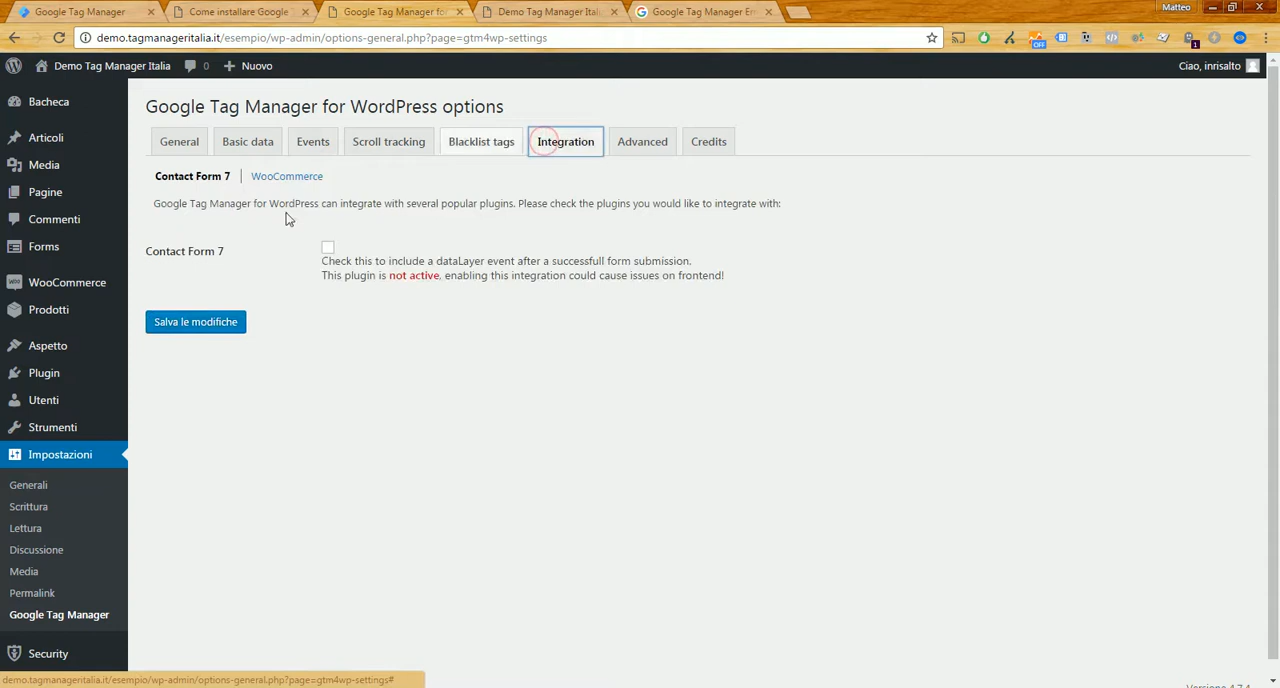 Google Tag Manager
Come installare Google T
Google Tag Manager for
Demo Tag Manager Itali
Google Tag Manager Er
Matteo
demo.tagmanageritalia.it/esempio/wp-admin/options-general.php?page=gtm4wp-settings
OFF
1
Demo Tag Manager Italia
0
Nuovo
Ciao, inrisalto
Bacheca
Articoli
Media
Pagine
Commenti
Forms
WooCommerce
Prodotti
Aspetto
Plugin
Utenti
Strumenti
Impostazioni
Generali
Scrittura
Lettura
Discussione
Media
Permalink
Google Tag Manager
Security
Google Tag Manager for WordPress options
General
Basic data
Events
Scroll tracking
Blacklist tags
Integration
Advanced
Credits
Contact Form 7 | WooCommerce
Google Tag Manager for WordPress can integrate with several popular plugins. Please check the plugins you would like to integrate with:
Contact Form 7
Check this to include a dataLayer event after a successfull form submission.
This plugin is not active, enabling this integration could cause issues on frontend!
Salva le modifiche
demo.tagmanageritalia.it/esempio/wp-admin/options-general.php?page=gtm4wp-settings#